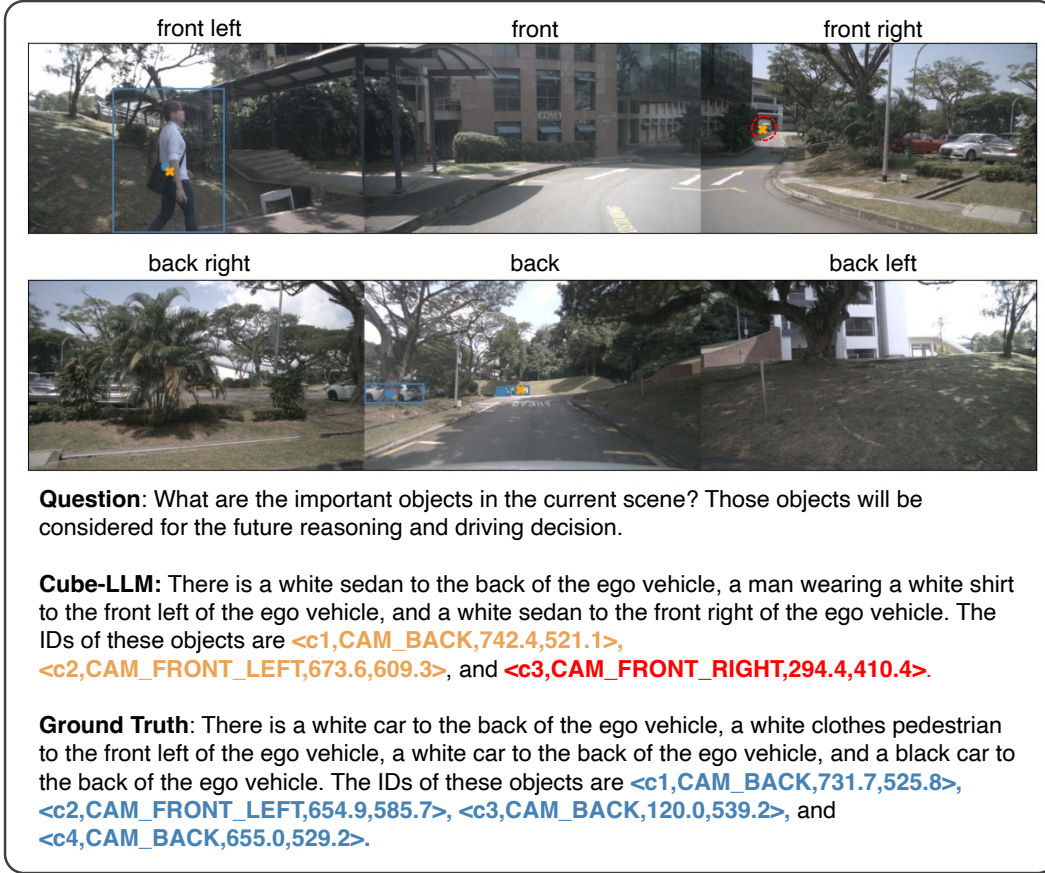 front left
front
front right
COM1
back right
back
back left
AHEAD
Question: What are the important objects in the current scene? Those objects will be
considered for the future reasoning and driving decision.
Cube-LLM: There is a white sedan to the back of the ego vehicle, a man wearing a white shirt
to the front left of the ego vehicle, and a white sedan to the front right of the ego vehicle. The
IDs of these objects are <c1,CAM_BACK,742.4,521.1>,
<c2,CAM_FRONT_LEFT,673.6,609.3>, and <c3,CAM_FRONT_RIGHT,294.4,410.4>.
Ground Truth: There is a white car to the back of the ego vehicle, a white clothes pedestrian
to the front left of the ego vehicle, a white car to the back of the ego vehicle, and a black car to
the back of the ego vehicle. The IDs of these objects are <c1,CAM_BACK,731.7,525.8>,
<c2,CAM_FRONT_LEFT,654.9,585.7>, <c3,CAM_BACK,120.0,539.2>, and
<c4,CAM_BACK,655.0,529.2>.